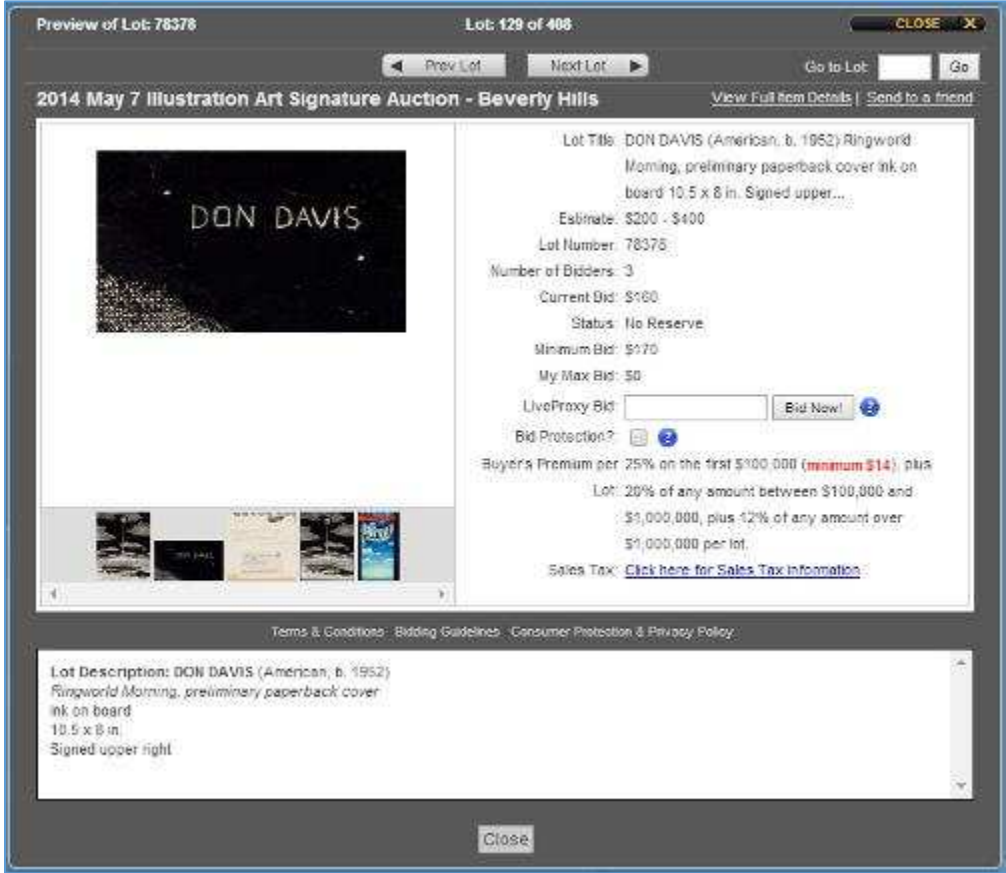 Preview of Lot: 78378
Lot: 129 of 408
CLOSE X
Prev Lot
Next Lot
Go to Lot:
Go
2014 May 7 Illustration Art Signature Auction - Beverly Hills
View Full Item Details | Send to a friend
DON DAVIS
Lot Title: DON DAVIS (American, b. 1952) Ringworld
Morning, preliminary paperback cover Ink on
board 10.5 x 8 in. Signed upper...
Estimate: $200 - $400
Lot Number: 78378
Number of Bidders: 3
Current Bid: $160
Status: No Reserve
Minimum Bid: $170
My Max Bid: $0
LiveProxy Bid:
Bid Now!
?
Bid Protection?
?
Buyer's Premium per 25% on the first $100,000 (minimum $14), plus
Lot: 20% of any amount between $100,000 and
$1,000,000, plus 12% of any amount over
$1,000,000 per lot.
Sales Tax: Click here for Sales Tax information
DON DAVIS
Terms & Conditions Bidding Guidelines Consumer Protection & Privacy Policy
Lot Description: DON DAVIS (American, b. 1952)
Ringworld Morning, preliminary paperback cover
Ink on board
10.5 x 8 in.
Signed upper right
Close